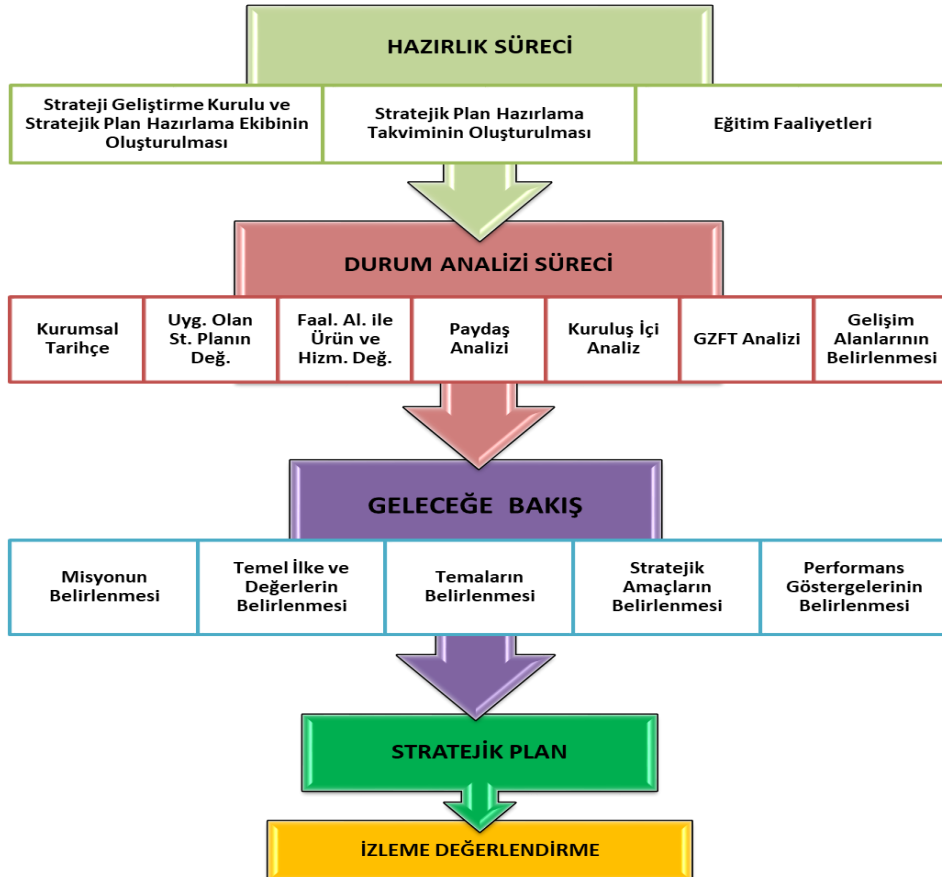 HAZIRLIK SÜRECİ
Strateji Geliştirme Kurulu ve
Stratejik Plan Hazırlama Ekibinin
Oluşturulması
Stratejik Plan Hazırlama
Takviminin Oluşturulması
Eğitim Faaliyetleri
DURUM ANALİZİ SÜRECİ
Kurumsal
Tarihçe
Uyg. Olan
St. Planın
Değ.
Faal. Al. ile
Ürün ve
Hizm. Değ.
Paydaş
Analizi
Kuruluş İçi
Analiz
GZFT Analizi
Gelişim
Alanlarının
Belirlenmesi
GELECEĞE BAKIŞ
Misyonun
Belirlenmesi
Temel İlke ve
Değerlerin
Belirlenmesi
Temaların
Belirlenmesi
Stratejik
Amaçların
Belirlenmesi
Performans
Göstergelerinin
Belirlenmesi
STRATEJİK PLAN
İZLEME DEĞERLENDİRME